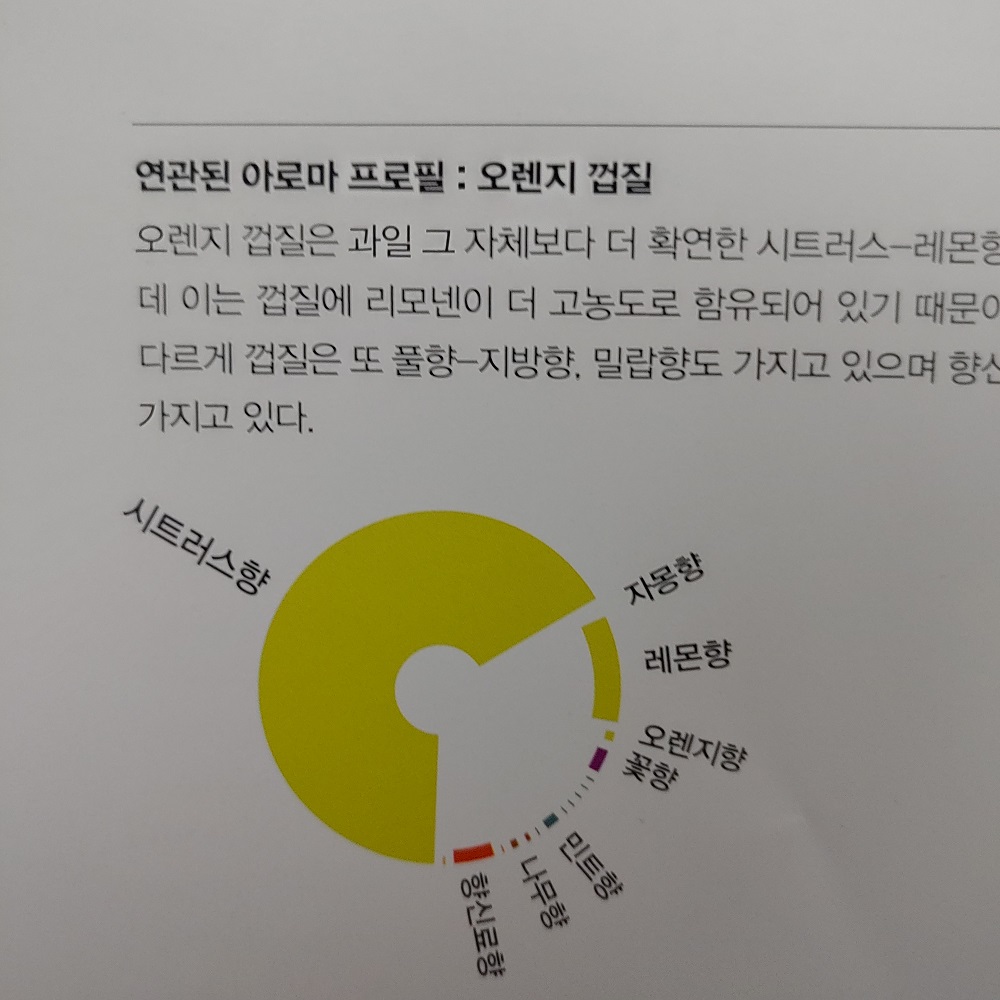 연관된 아로마 프로필 : 오렌지 껍질
오렌지 껍질은 과일 그 자체보다 더 확연한 시트러스–레몬향
데 이는 껍질에 리모넨이 더 고농도로 함유되어 있기 때문이
다르게 껍질은 또 풀향–지방향, 밀랍향도 가지고 있으며
가지고 있다.
시트러스향
자몽향
레몬향
오렌지향
꽃향
민트향
나무향
향신료향